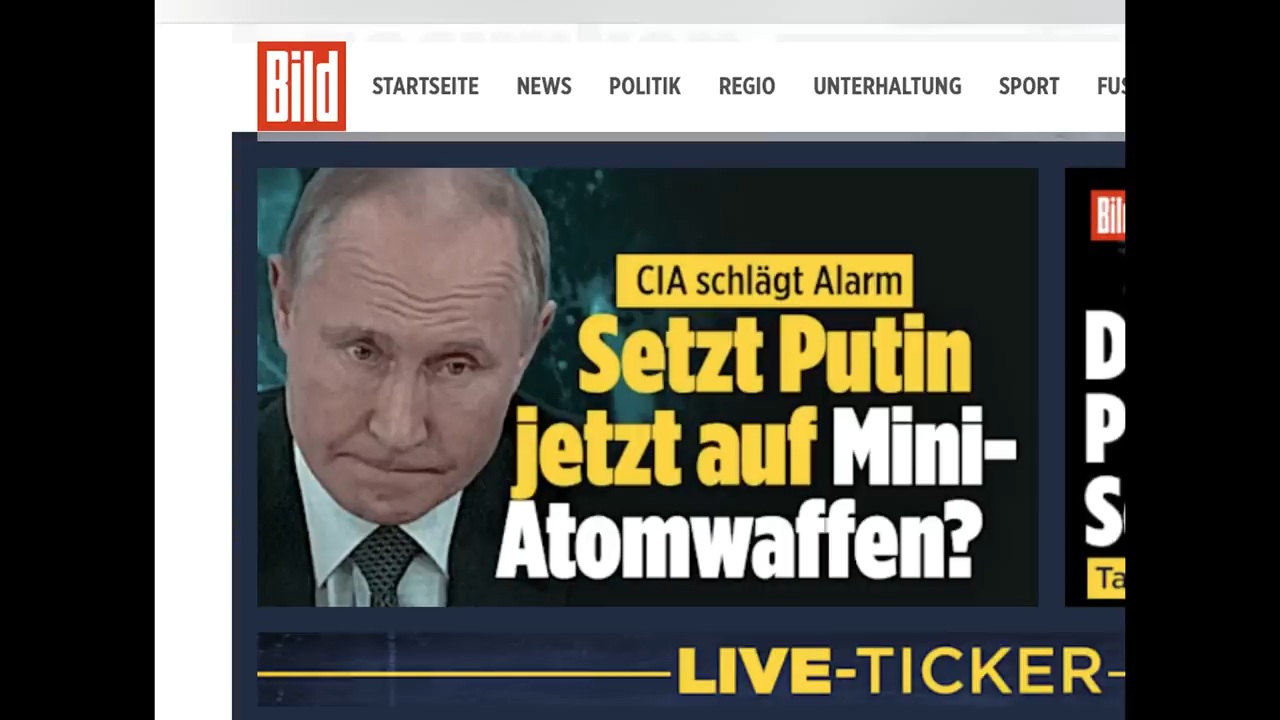 Bild STARTSEITE NEWS POLITIK REGIO UNTERHALTUNG SPORT
CIA schlägt Alarm
Setzt Putin
jetzt auf Mini-
Atomwaffen?
LIVE-TICKER